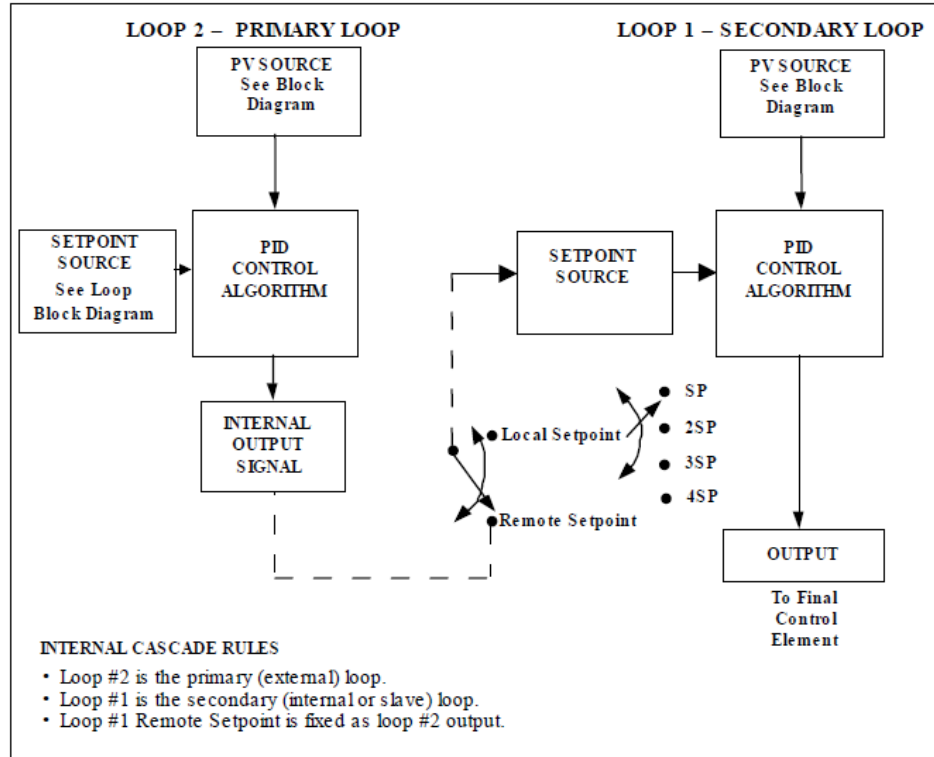 LOOP 2 – PRIMARY LOOP
LOOP 1 – SECONDARY LOOP
PV SOURCE
See Block
Diagram
PV SOURCE
See Block
Diagram
SETPOINT
SOURCE
See Loop
Block Diagram
PID
CONTROL
ALGORITHM
SETPOINT
SOURCE
PID
CONTROL
ALGORITHM
INTERNAL
OUTPUT
SIGNAL
Local Setpoint
Remote Setpoint
SP
2SP
3SP
4SP
OUTPUT
To Final
Control
Element
INTERNAL CASCADE RULES
• Loop #2 is the primary (external) loop.
• Loop #1 is the secondary (internal or slave) loop.
• Loop #1 Remote Setpoint is fixed as loop #2 output.